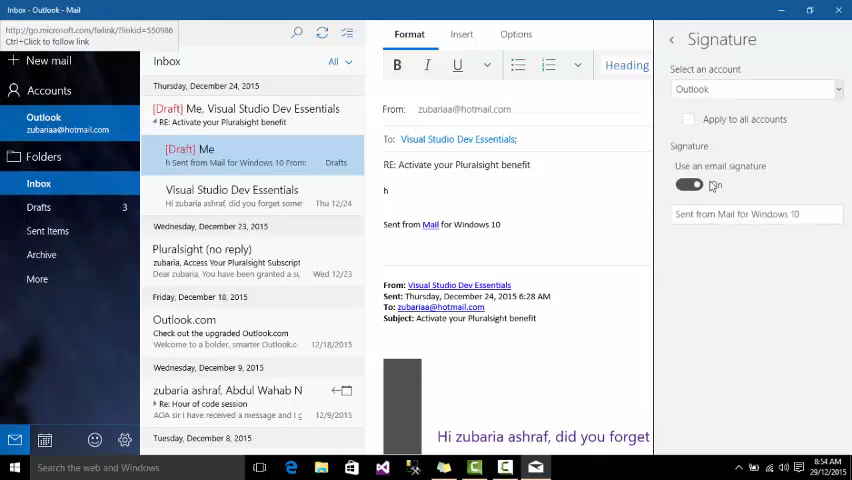 Inbox - Outlook - Mail
http://go.microsoft.com/fwlink/?linkid=550986
Ctrl+Click to follow link
New mail
Accounts
Outlook
zubariaa@hotmail.com
Folders
Inbox
Drafts 3
Sent Items
Archive
More
Inbox All
Thursday, December 24, 2015
[Draft] Me, Visual Studio Dev Essentials
RE: Activate your Pluralsight benefit
[Draft] Me
h Sent from Mail for Windows 10 From: Drafts
Visual Studio Dev Essentials
Hi zubaria ashraf, did you forget some Thu 12/24
Wednesday, December 23, 2015
Pluralsight (no reply)
zubaria, Access Your Pluralsight Subscript
Dear zubaria, You have been granted a su Wed 12/23
Friday, December 18, 2015
Outlook.com
Check out the upgraded Outlook.com
Welcome to a bolder, smarter Outlook.c 12/18/2015
Wednesday, December 9, 2015
zubaria ashraf, Abdul Wahab N
Re: Hour of code session
AOA sir I have received a message and I g 12/9/2015
Tuesday, December 8, 2015
Format Insert Options
B I U Heading
From: zubariaa@hotmail.com
To: Visual Studio Dev Essentials;
RE: Activate your Pluralsight benefit
h
Sent from Mail for Windows 10
From: Visual Studio Dev Essentials
Sent: Thursday, December 24, 2015 6:28 AM
To: zubariaa@hotmail.com
Subject: Activate your Pluralsight benefit
Hi zubaria ashraf, did you forget
Signature
Select an account
Outlook
Apply to all accounts
Signature
Use an email signature
On
Sent from Mail for Windows 10
Search the web and Windows
8:54 AM
29/12/2015